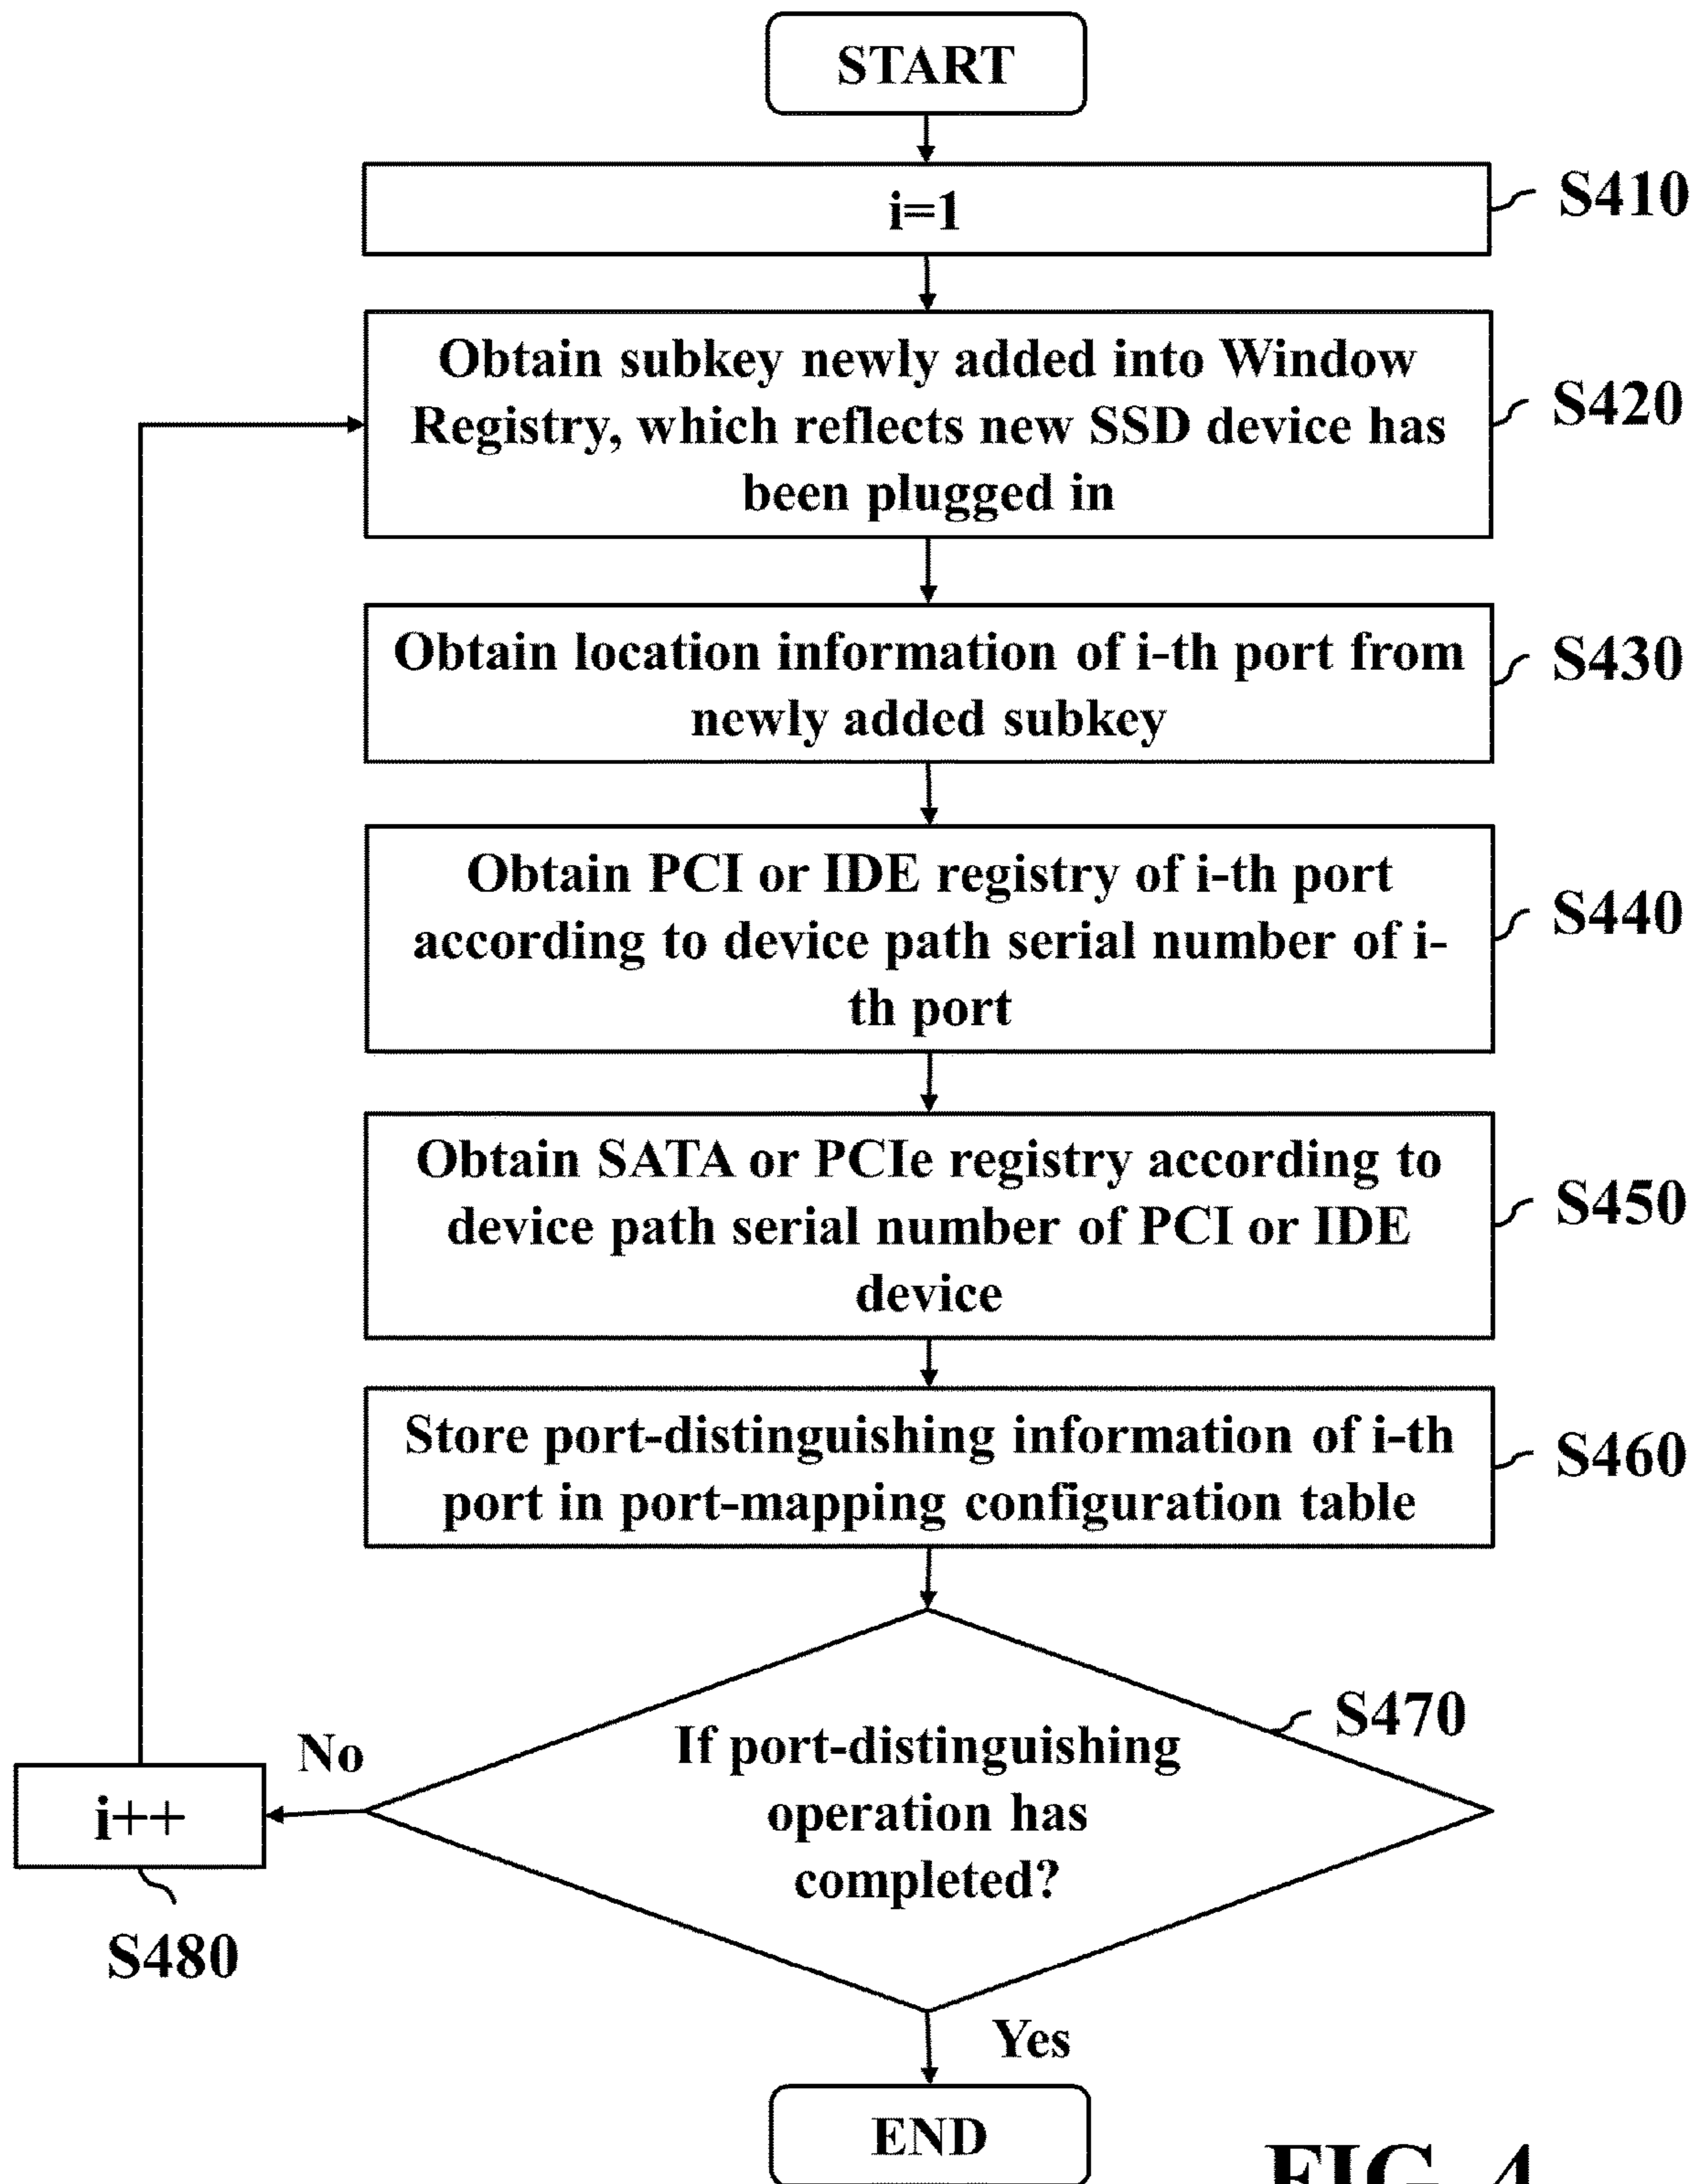 START
i=1
S410
Obtain subkey newly added into Window
Registry, which reflects new SSD device has
been plugged in
S420
Obtain location information of i-th port from
newly added subkey
S430
Obtain PCI or IDE registry of i-th port
according to device path serial number of i-
th port
S440
Obtain SATA or PCIe registry according to
device path serial number of PCI or IDE
device
S450
Store port-distinguishing information of i-th
port in port-mapping configuration table
S460
If port-distinguishing
operation has
completed?
S470
No
i++
S480
Yes
END
FIG. 4